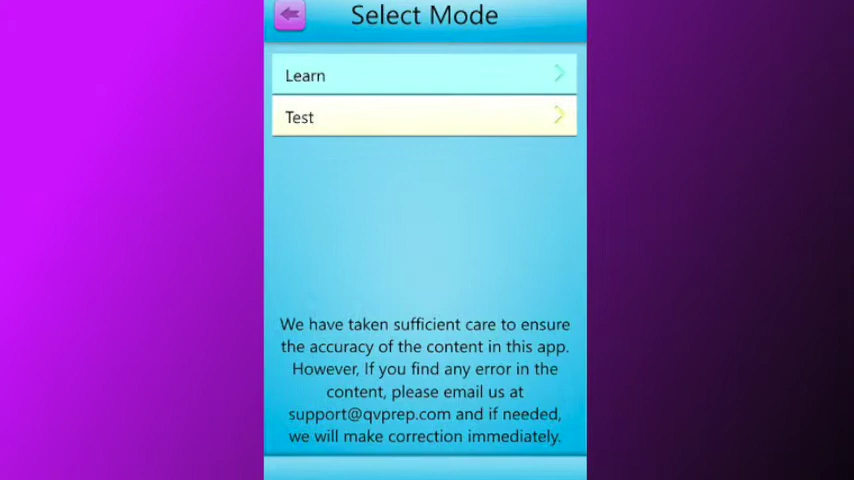 Select Mode
Learn
Test
We have taken sufficient care to ensure
the accuracy of the content in this app.
However, If you find any error in the
content, please email us at
support@qvprep.com and if needed,
we will make correction immediately.